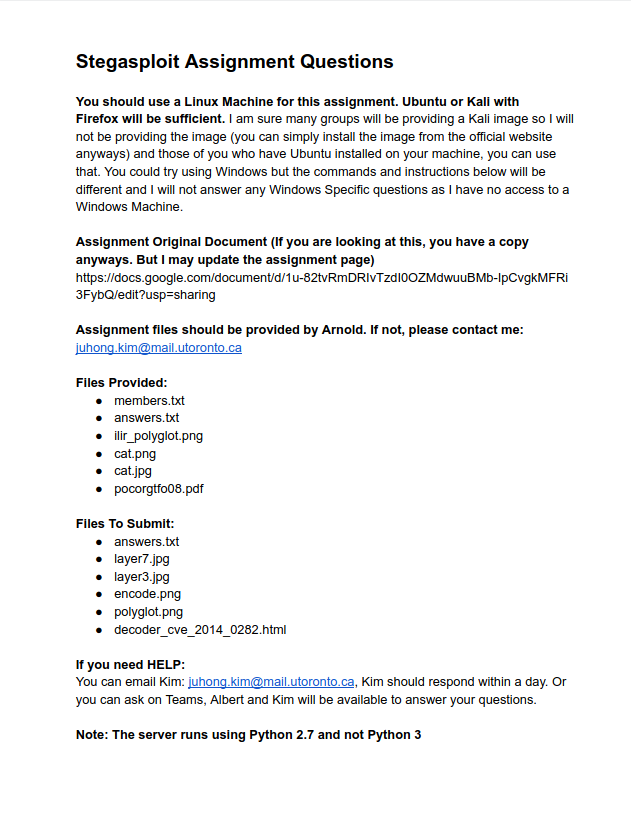 Stegasploit Assignment Questions
You should use a Linux Machine for this assignment. Ubuntu or Kali with
Firefox will be sufficient. I am sure many groups will be providing a Kali image so I will
not be providing the image (you can simply install the image from the official website
anyways) and those of you who have Ubuntu installed on your machine, you can use
that. You could try using Windows but the commands and instructions below will be
different and I will not answer any Windows Specific questions as I have no access to a
Windows Machine.
Assignment Original Document (If you are looking at this, you have a copy
anyways. But I may update the assignment page)
https://docs.google.com/document/d/1u-82tvRmDRIvTzdI0OZMdwuuBMb-IpCvgkMFRi
3FybQ/edit?usp=sharing
Assignment files should be provided by Arnold. If not, please contact me:
juhong.kim@mail.utoronto.ca
Files Provided:
● members.txt
● answers.txt
● ilir_polyglot.png
● cat.png
● cat.jpg
● pocorgtfo08.pdf
Files To Submit:
● answers.txt
● layer7.jpg
● layer3.jpg
● encode.png
● polyglot.png
● decoder_cve_2014_0282.html
If you need HELP:
You can email Kim: juhong.kim@mail.utoronto.ca, Kim should respond within a day. Or
you can ask on Teams, Albert and Kim will be available to answer your questions.
Note: The server runs using Python 2.7 and not Python 3